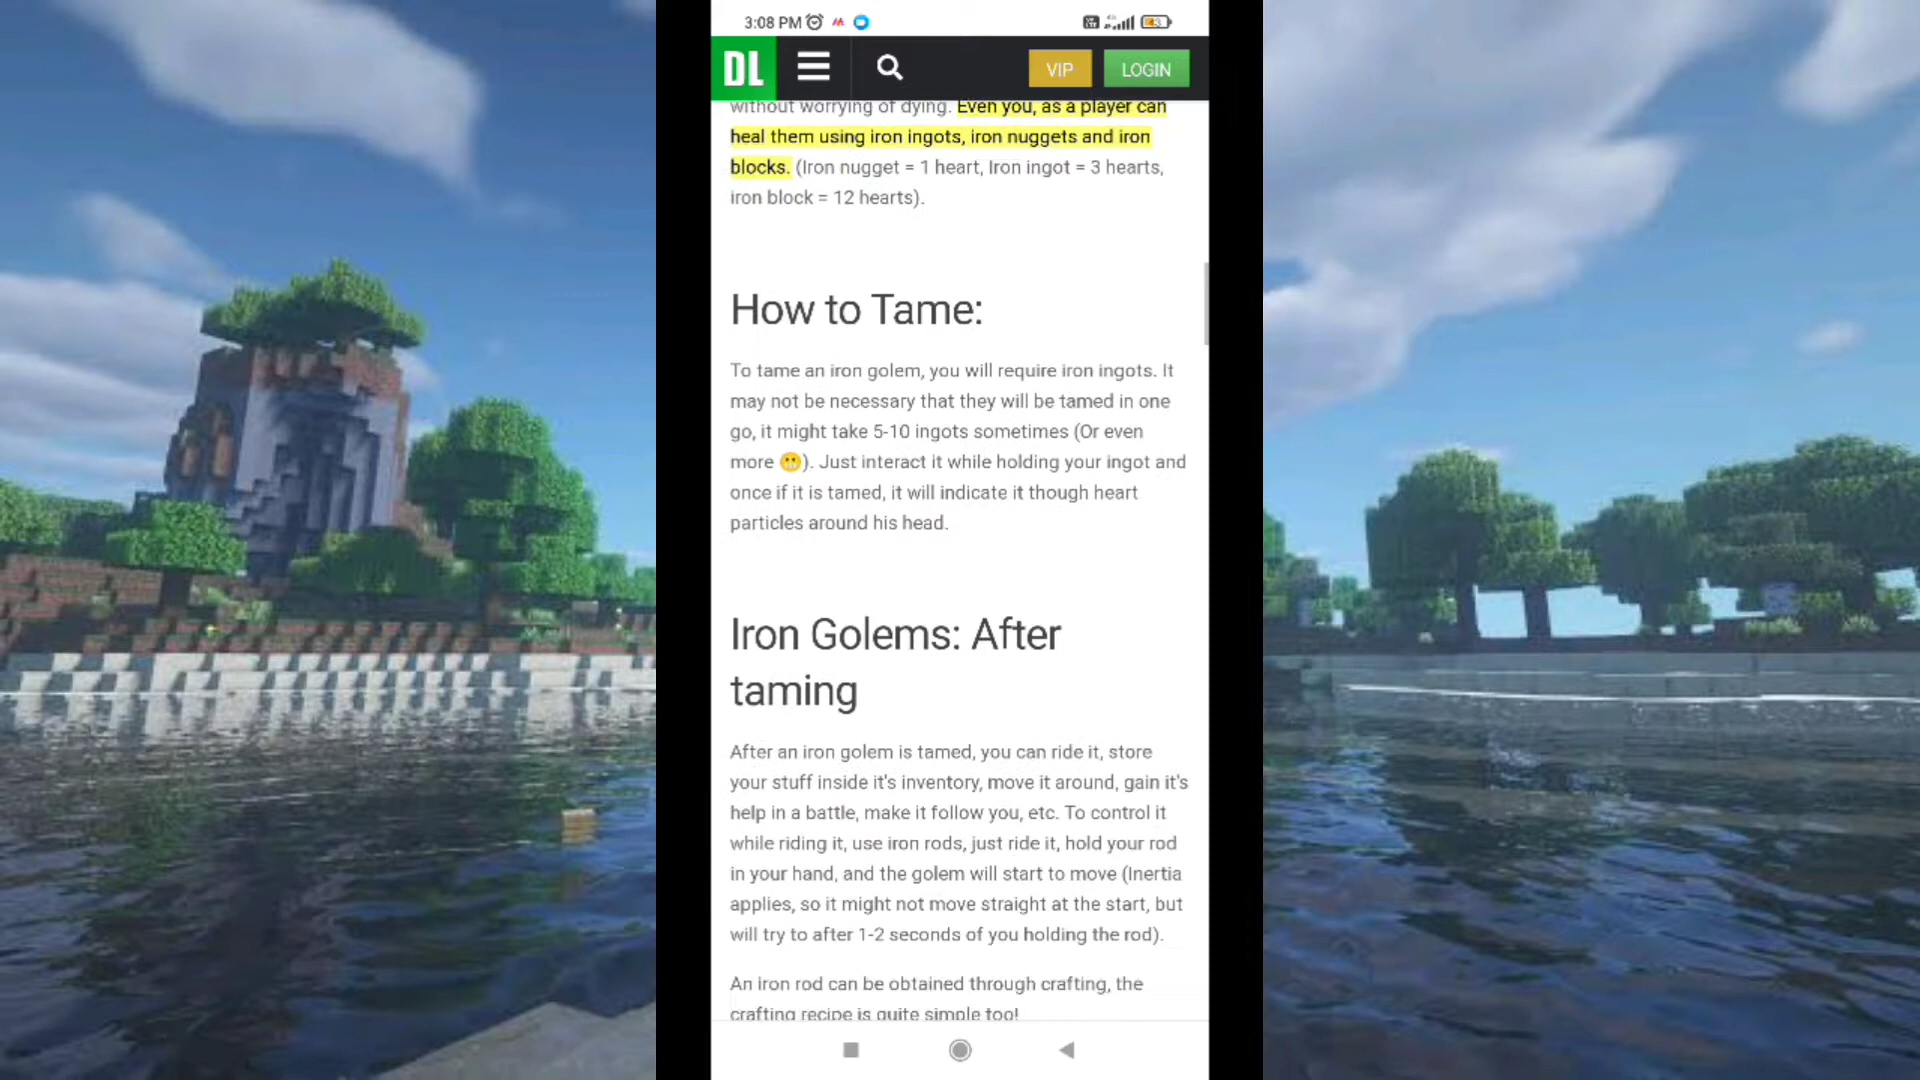 3:08 PM
DL
VIP
LOGIN
without worrying of dying. Even you, as a player can
heal them using iron ingots, iron nuggets and iron
blocks. (Iron nugget = 1 heart, Iron ingot = 3 hearts,
iron block = 12 hearts).
How to Tame:
To tame an iron golem, you will require iron ingots. It
may not be necessary that they will be tamed in one
go, it might take 5-10 ingots sometimes (Or even
more 😬). Just interact it while holding your ingot and
once if it is tamed, it will indicate it though heart
particles around his head.
Iron Golems: After
taming
After an iron golem is tamed, you can ride it, store
your stuff inside it's inventory, move it around, gain it's
help in a battle, make it follow you, etc. To control it
while riding it, use iron rods, just ride it, hold your rod
in your hand, and the golem will start to move (Inertia
applies, so it might not move straight at the start, but
will try to after 1-2 seconds of you holding the rod).
An iron rod can be obtained through crafting, the
crafting recipe is quite simple too!